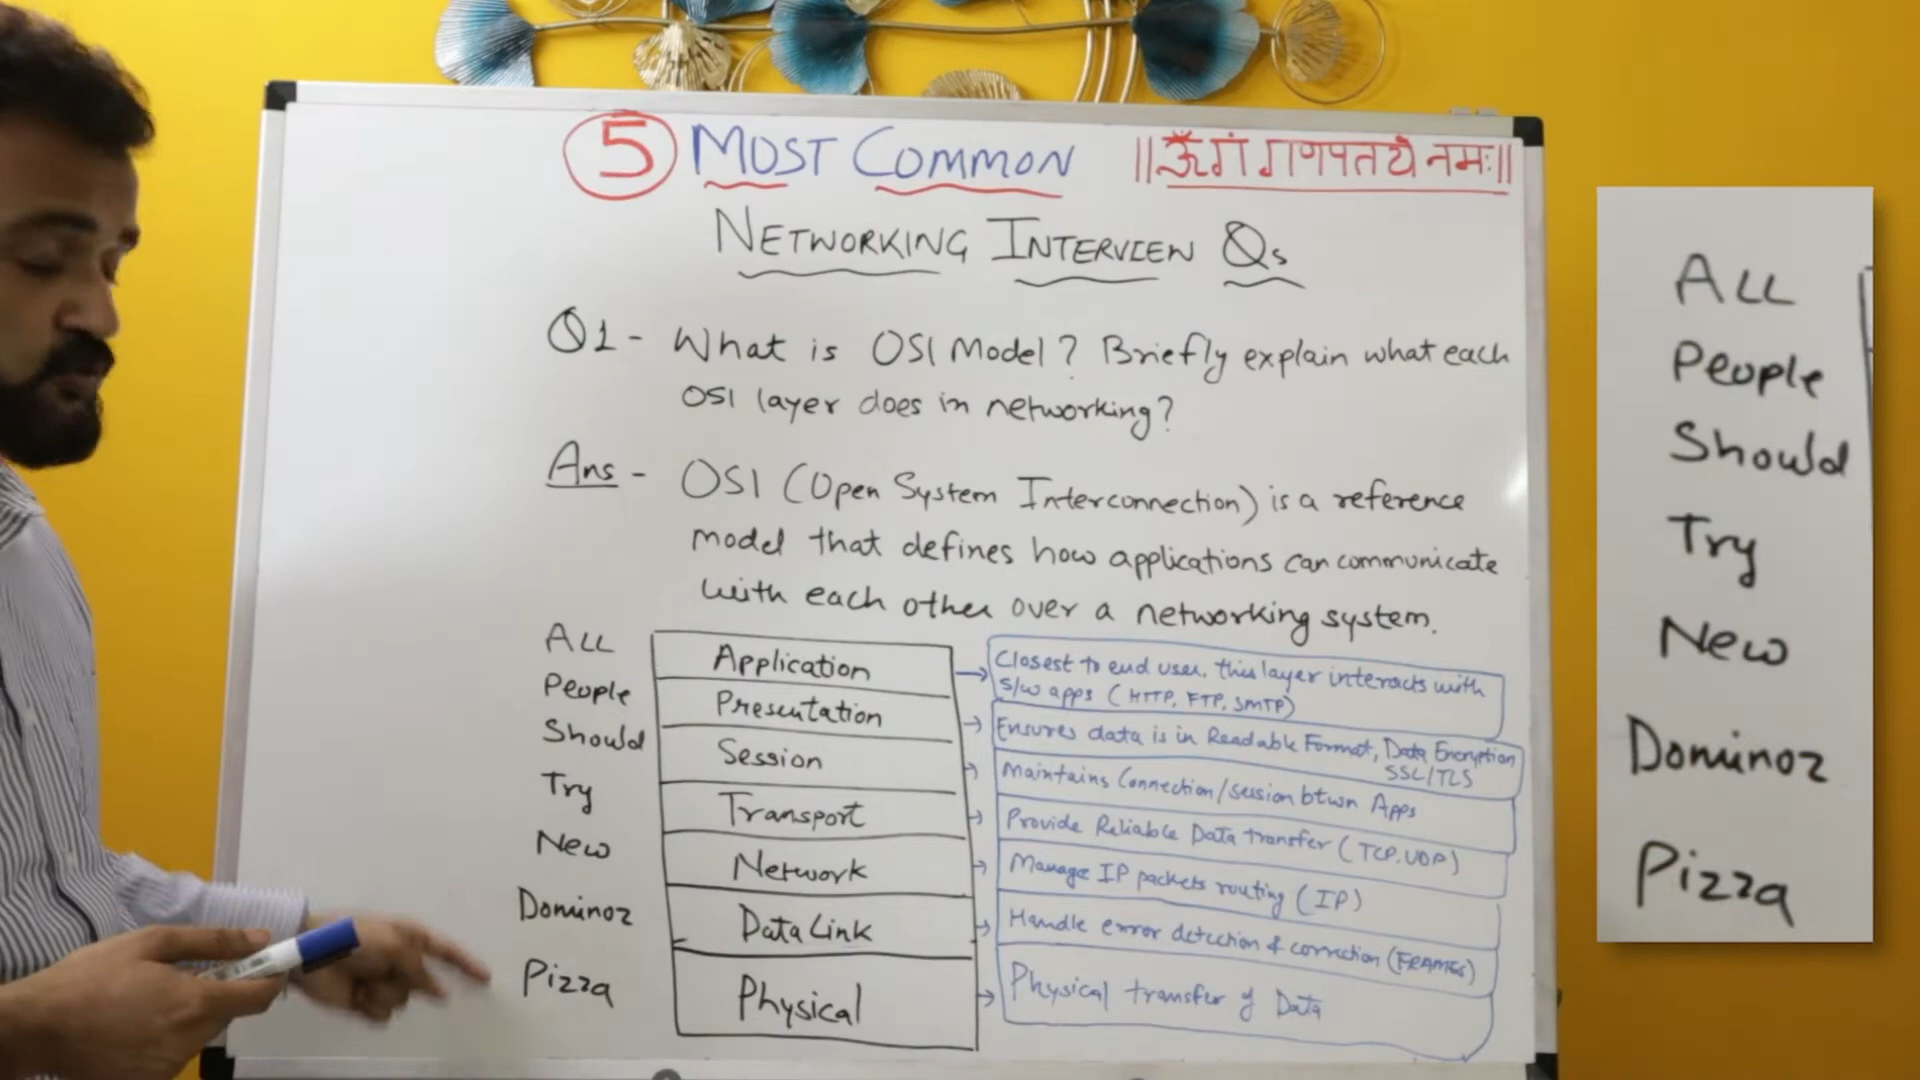 5 MOST COMMON
||ॐ गं गणपतये नमः||
NETWORKING INTERVIEW Qs
Q1 - What is OSI Model? Briefly explain what each
OSI layer does in networking?
Ans - OSI (Open System Interconnection) is a reference
model that defines how applications can communicate
with each other over a networking system.
ALL Application
Closest to end user, this layer interacts with
S/w apps (HTTP, FTP, SMTP)
People Presentation
Ensures data is in Readable Format, Data Encryption
SSL/TLS
Should Session
Maintains Connection/session btwn Apps
Try Transport
Provide Reliable Data transfer (TCP, UDP)
New Network
Manage IP packets routing (IP)
Dominoz Data Link
Handle error detection & correction (FRAMES)
Pizza Physical
Physical transfer of Data
ALL
People
Should
Try
New
Dominoz
Pizza